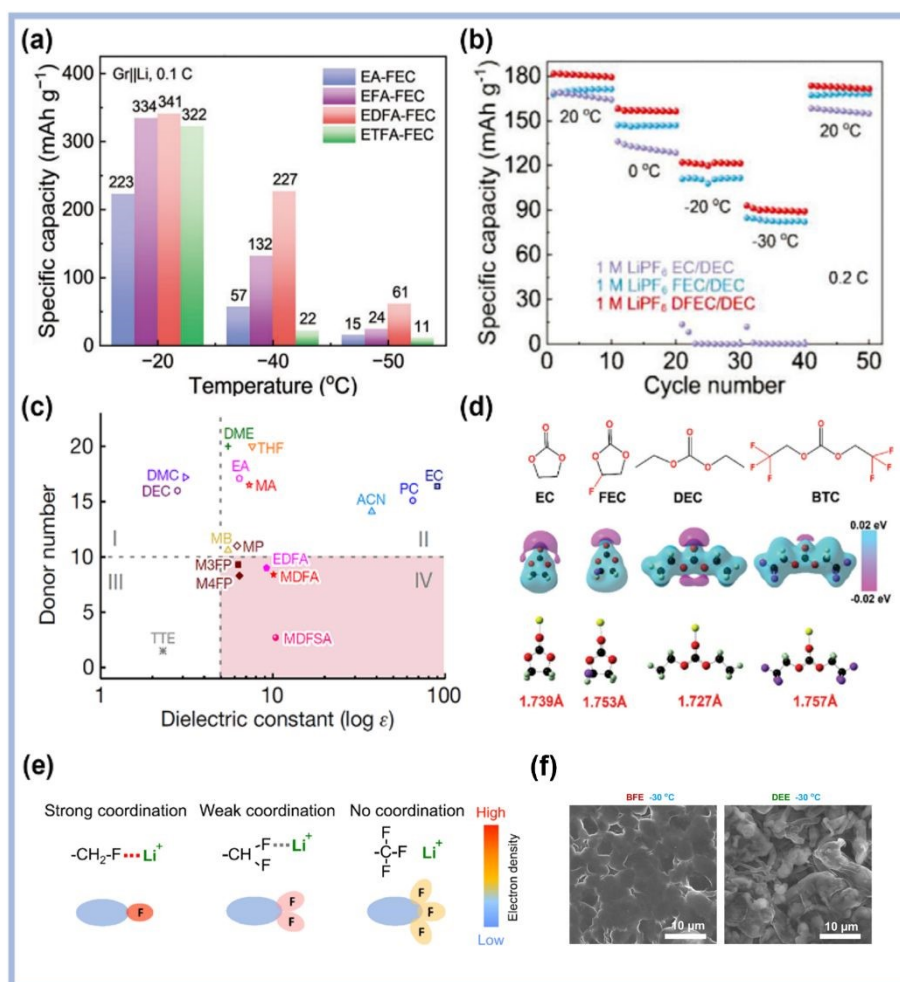 (a)
Gr||Li, 0.1 C
EA-FEC
EFA-FEC
EDFA-FEC
ETFA-FEC
Specific capacity (mAh g⁻¹)
400
300
200
100
0
223
334
341
322
57
132
227
22
15
24
61
11
−20
−40
−50
Temperature (°C)
(b)
Specific capacity (mAh g⁻¹)
180
150
120
90
60
30
0
20 °C
0 °C
-20 °C
-30 °C
20 °C
1 M LiPF₆ EC/DEC
1 M LiPF₆ FEC/DEC
1 M LiPF₆ DFEC/DEC
0.2 C
0 10 20 30 40 50
Cycle number
(c)
Donor number
20
15
10
5
0
DME
THF
DMC
DEC
EA
MA
ACN
PC
EC
I
II
MB
MP
M3FP
M4FP
EDFA
MDFA
III
IV
MDFSA
TTE
1 10 100
Dielectric constant (log ε)
(d)
O O O O
O O O F O O O O O O
F F F F F F
EC FEC DEC BTC
0.02 eV
-0.02 eV
1.739Å 1.753Å 1.727Å 1.757Å
(e)
Strong coordination Weak coordination No coordination
-CH₂-F Li⁺
-CH F F Li⁺
F -C-F F Li⁺
F
F F
F F F
High
Electron density
Low
(f)
BFE -30 °C
DEE -30 °C
10 μm
10 μm